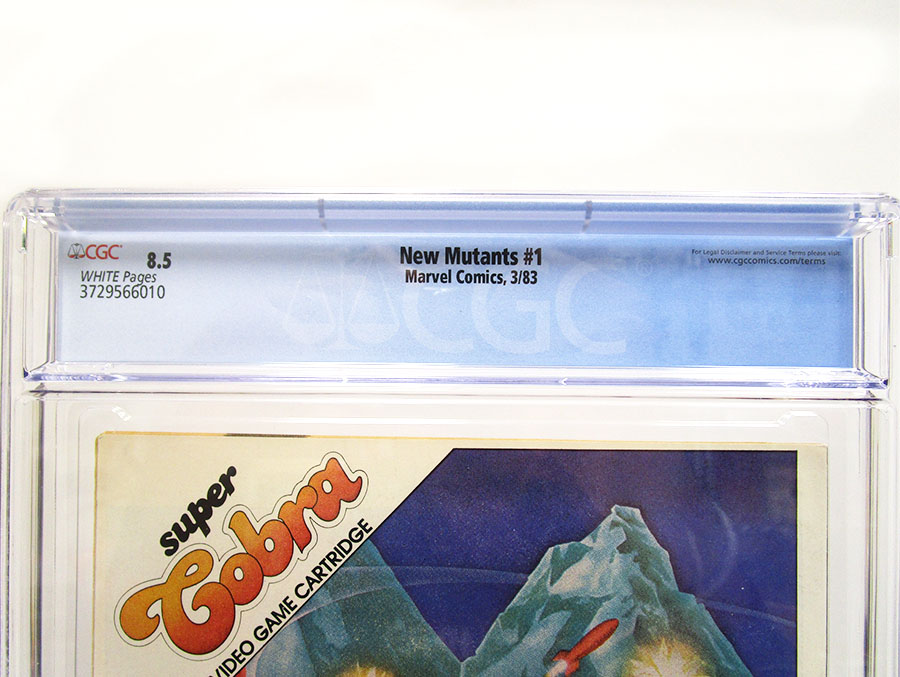 CGC 8.5
WHITE Pages
3729566010
New Mutants #1
Marvel Comics, 3/83
For Legal Disclaimer and Service Terms please visit:
www.cgccomics.com/terms
CGC
super
Cobra
VIDEO GAME CARTRIDGE